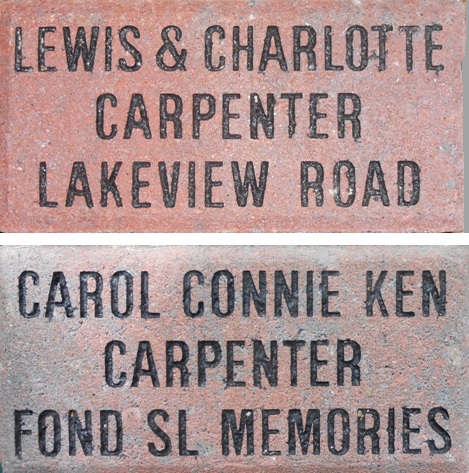 LEWIS & CHARLOTTE
CARPENTER
LAKEVIEW ROAD
CAROL CONNIE KEN
CARPENTER
FOND SL MEMORIES